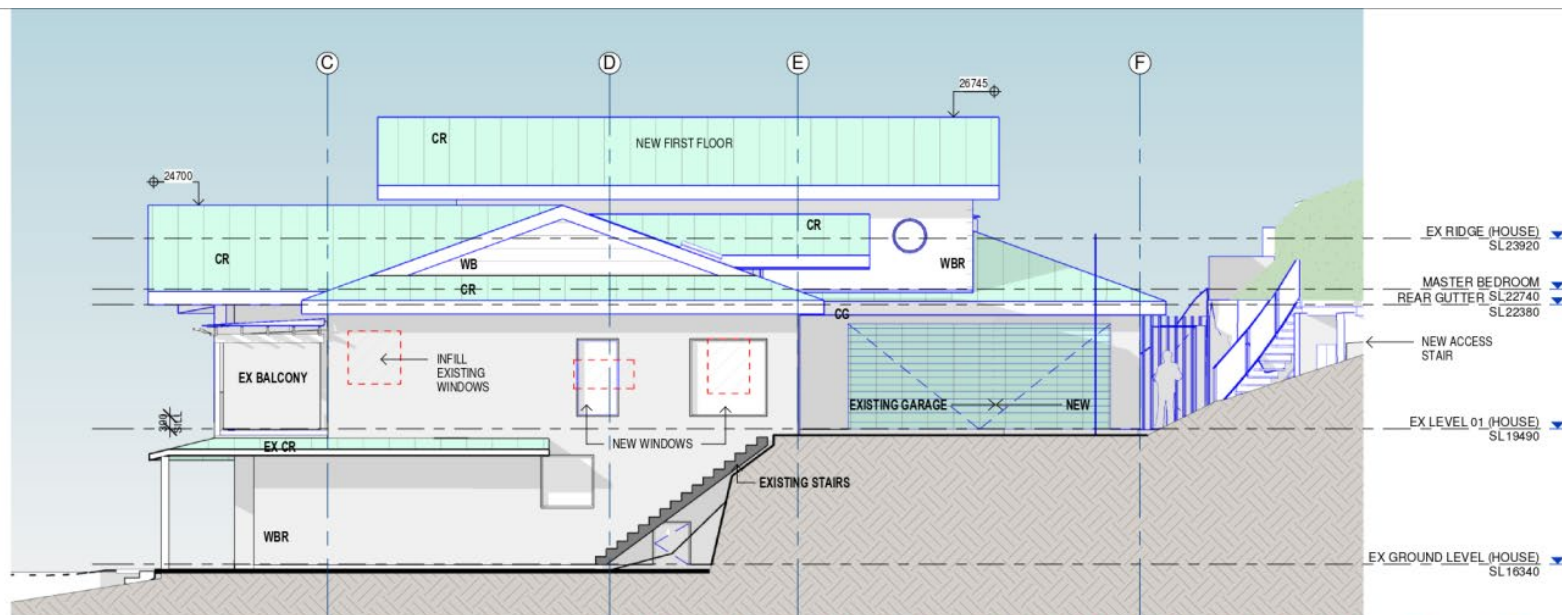 C
D
E
F
26745
CR
NEW FIRST FLOOR
24700
CR
EX RIDGE (HOUSE)
SL23920
CR
WB
WBR
CR
MASTER BEDROOM
SL22740
REAR GUTTER
SL22380
CG
NEW ACCESS
STAIR
INFILL
EXISTING
WINDOWS
EX BALCONY
EXISTING GARAGE
NEW
300
SILL
EX LEVEL 01 (HOUSE)
SL19490
NEW WINDOWS
EX CR
EXISTING STAIRS
WBR
EX GROUND LEVEL (HOUSE)
SL16340